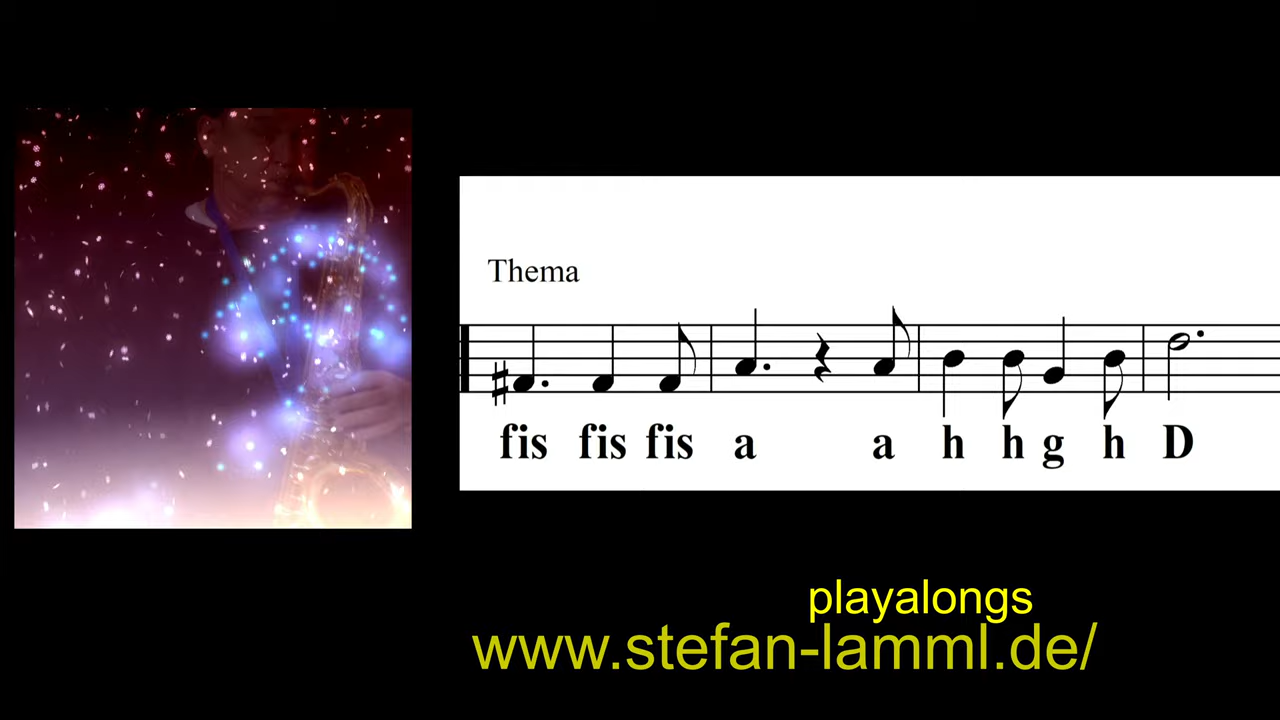 Thema
fis fis fis a a h h g h D
playalongs
www.stefan-lamml.de/